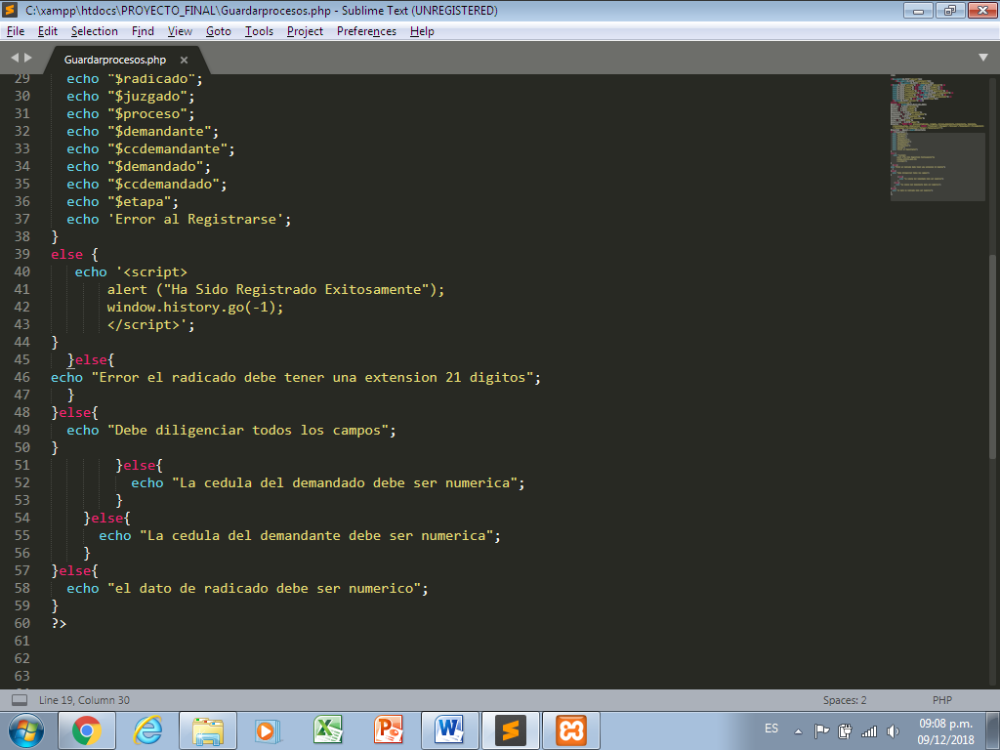 C:\xampp\htdocs\PROYECTO_FINAL\Guardarprocesos.php - Sublime Text (UNREGISTERED)
File Edit Selection Find View Goto Tools Project Preferences Help
Guardarprocesos.php ×
29 echo "$radicado";
30 echo "$juzgado";
31 echo "$proceso";
32 echo "$demandante";
33 echo "$ccdemandante";
34 echo "$demandado";
35 echo "$ccdemandado";
36 echo "$etapa";
37 echo 'Error al Registrarse';
38 }
39 else {
40 echo '<script>
41 alert ("Ha Sido Registrado Exitosamente");
42 window.history.go(-1);
43 </script>';
44 }
45 }else{
46 echo "Error el radicado debe tener una extension 21 digitos";
47 }
48 }else{
49 echo "Debe diligenciar todos los campos";
50 }
51 }else{
52 echo "La cedula del demandado debe ser numerica";
53 }
54 }else{
55 echo "La cedula del demandante debe ser numerica";
56 }
57 }else{
58 echo "el dato de radicado debe ser numerico";
59 }
60 ?>
61
62
63
Line 19, Column 30 Spaces: 2 PHP
ES 09:08 p.m.
09/12/2018